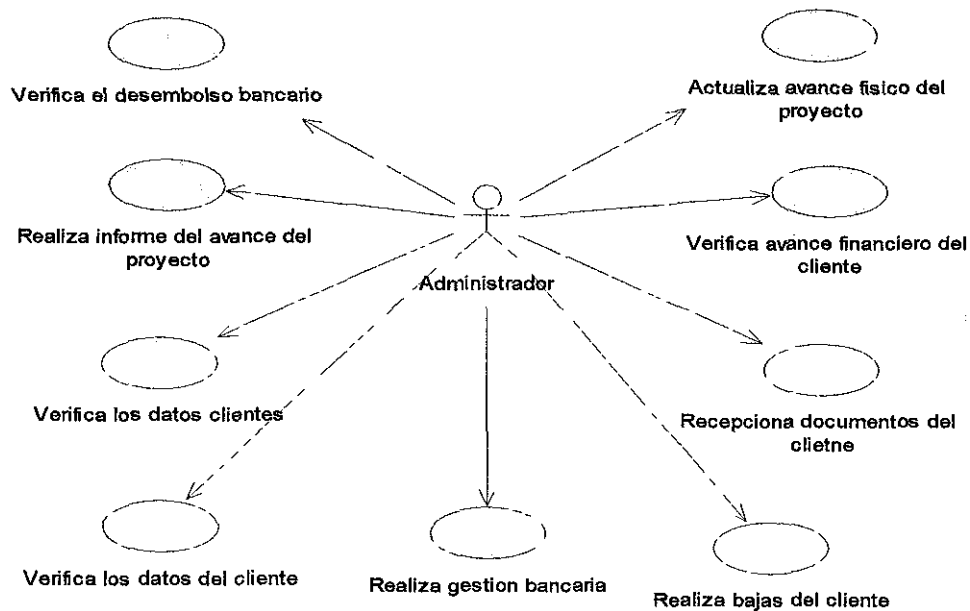 Verifica el desembolso bancario
Actualiza avance fisico del
proyecto
Realiza informe del avance del
proyecto
Verifica avance financiero del
cliente
Administrador
Verifica los datos clientes
Recepciona documentos del
clietne
Verifica los datos del cliente
Realiza gestion bancaria
Realiza bajas del cliente